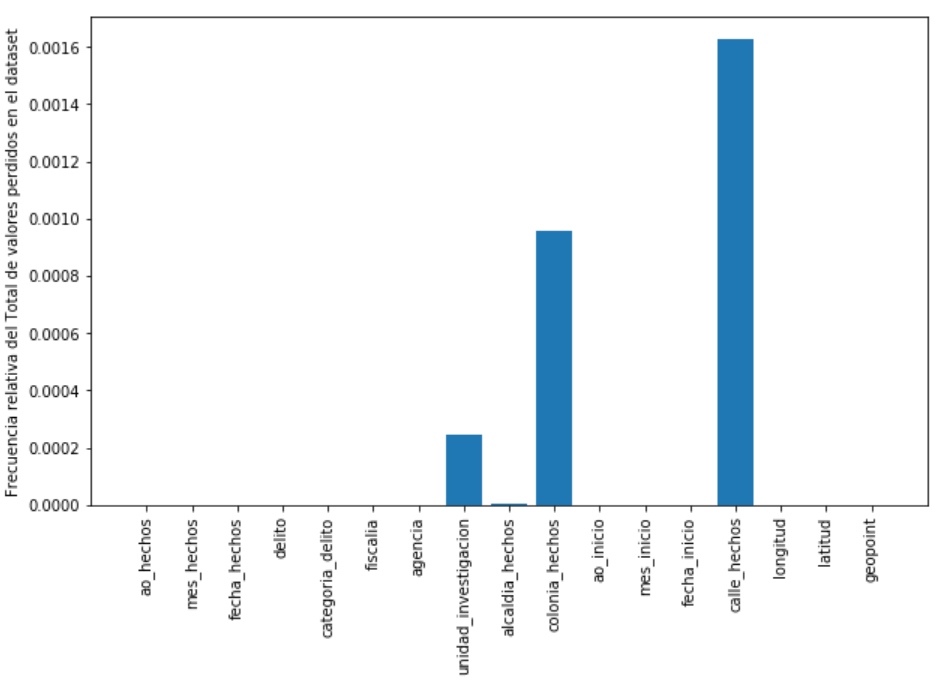 Frecuencia relativa del Total de valores perdidos en el dataset
0.0016
0.0014
0.0012
0.0010
0.0008
0.0006
0.0004
0.0002
0.0000
ao_hechos
mes_hechos
fecha_hechos
delito
categoria_delito
fiscalia
agencia
unidad_investigacion
alcaldia_hechos
colonia_hechos
ao_inicio
mes_inicio
fecha_inicio
calle_hechos
longitud
latitud
geopoint